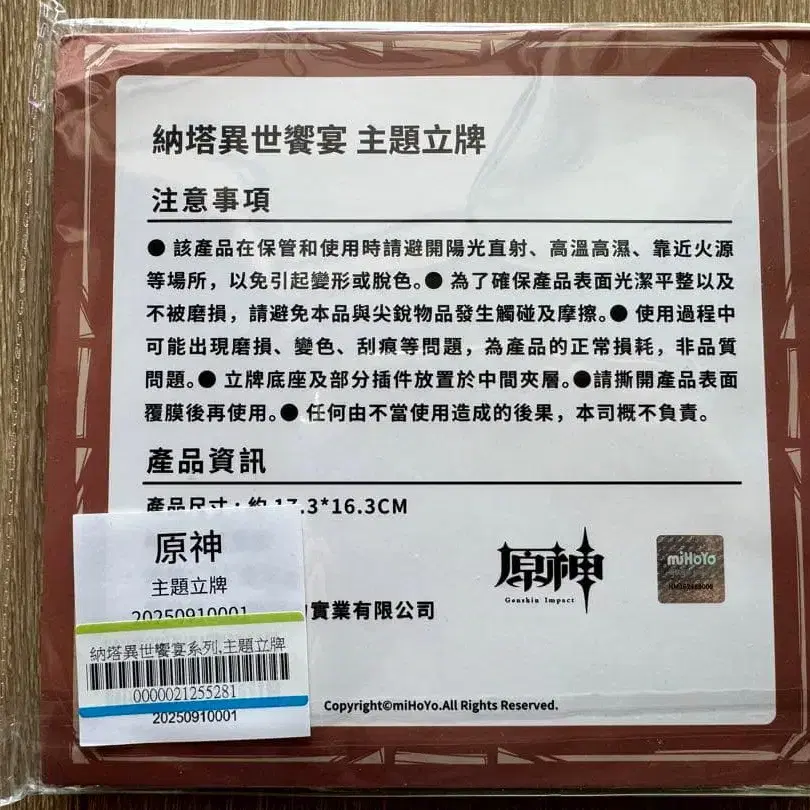 納塔異世饗宴 主題立牌
注意事項
● 該產品在保管和使用時請避開陽光直射、高溫高濕、靠近火源
等場所，以免引起變形或脫色。● 為了確保產品表面光潔平整以及
不被磨損，請避免本品與尖銳物品發生觸碰及摩擦。● 使用過程中
可能出現磨損、變色、刮痕等問題，為產品的正常損耗，非品質
問題。● 立牌底座及部分插件放置於中間夾層。●請撕開產品表面
覆膜後再使用。● 任何由不當使用造成的後果，本司概不負責。
產品資訊
產品尺寸：約 17.3*16.3CM
原神
主題立牌
20250910001
納塔異世饗宴系列,主題立牌
0000021255281
20250910001
實業有限公司
原神
Genshin Impact
miHoYo
Copyright©miHoYo.All Rights Reserved.